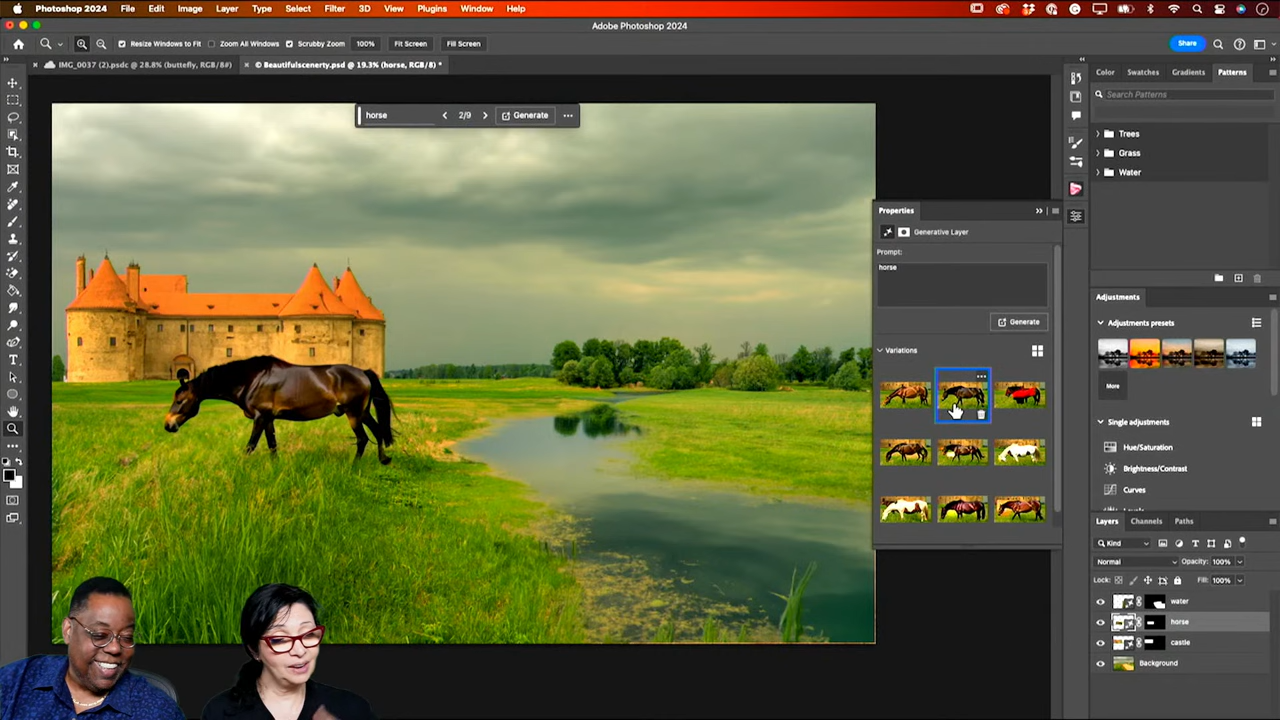 Photoshop 2024 File Edit Image Layer Type Select Filter 3D View Plugins Window Help
Adobe Photoshop 2024
Resize Windows to Fit Zoom All Windows Scrubby Zoom 100% Fit Screen Fill Screen Share
IMG_0037 (2).psdc @ 28.8% (buttefly, RGB/8#) © Beautifulscenerty.psd @ 19.3% (horse, RGB/8) *
horse 2/9 Generate
Color Swatches Gradients Patterns
Search Patterns
Trees
Grass
Water
Properties
Generative Layer
Prompt:
horse
Generate
Variations
Adjustments
Adjustments presets
More
Single adjustments
Hue/Saturation
Brightness/Contrast
Curves
Layers Channels Paths
Kind
Normal Opacity: 100%
Lock: Fill: 100%
water
horse
castle
Background